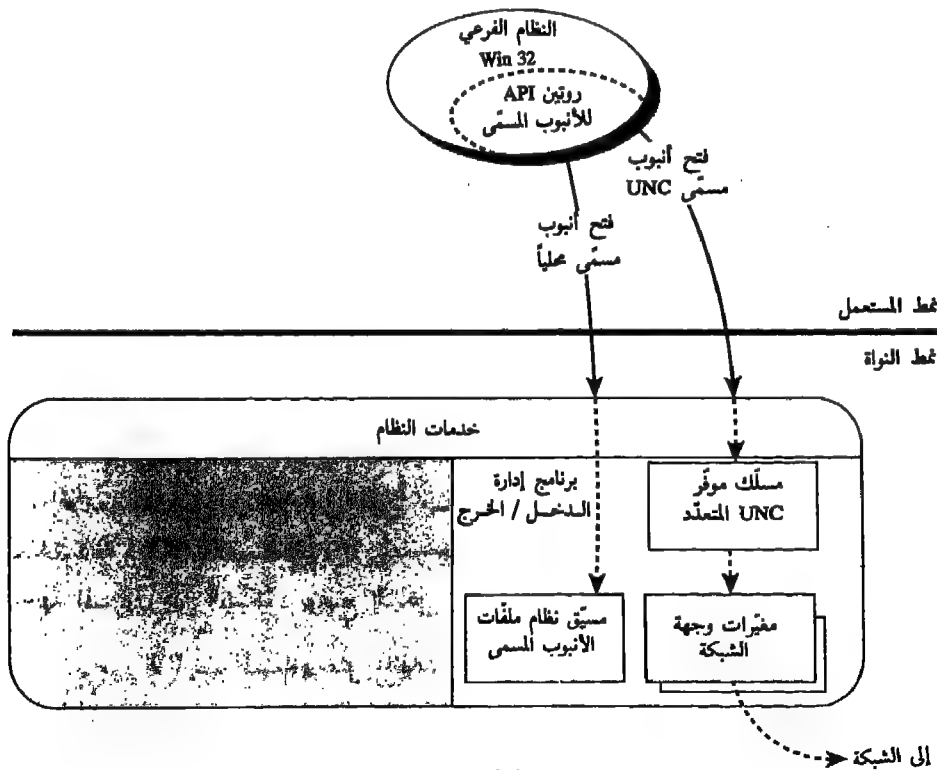 النظام الفرعي
Win 32
روتين API
للأنبوب المسمّى
فتح أنبوب
مسمّى UNC
فتح أنبوب
مسمّى محلياً
نمط المستعمل
نمط النواة
خدمات النظام
برنامج إدارة
الدخل / الخرج
مسلّك موفّر
UNC المتعدّد
مسيّق نظام ملفّات
الأنبوب المسمى
مغيّرات وجهة
الشبكة
إلى الشبكة